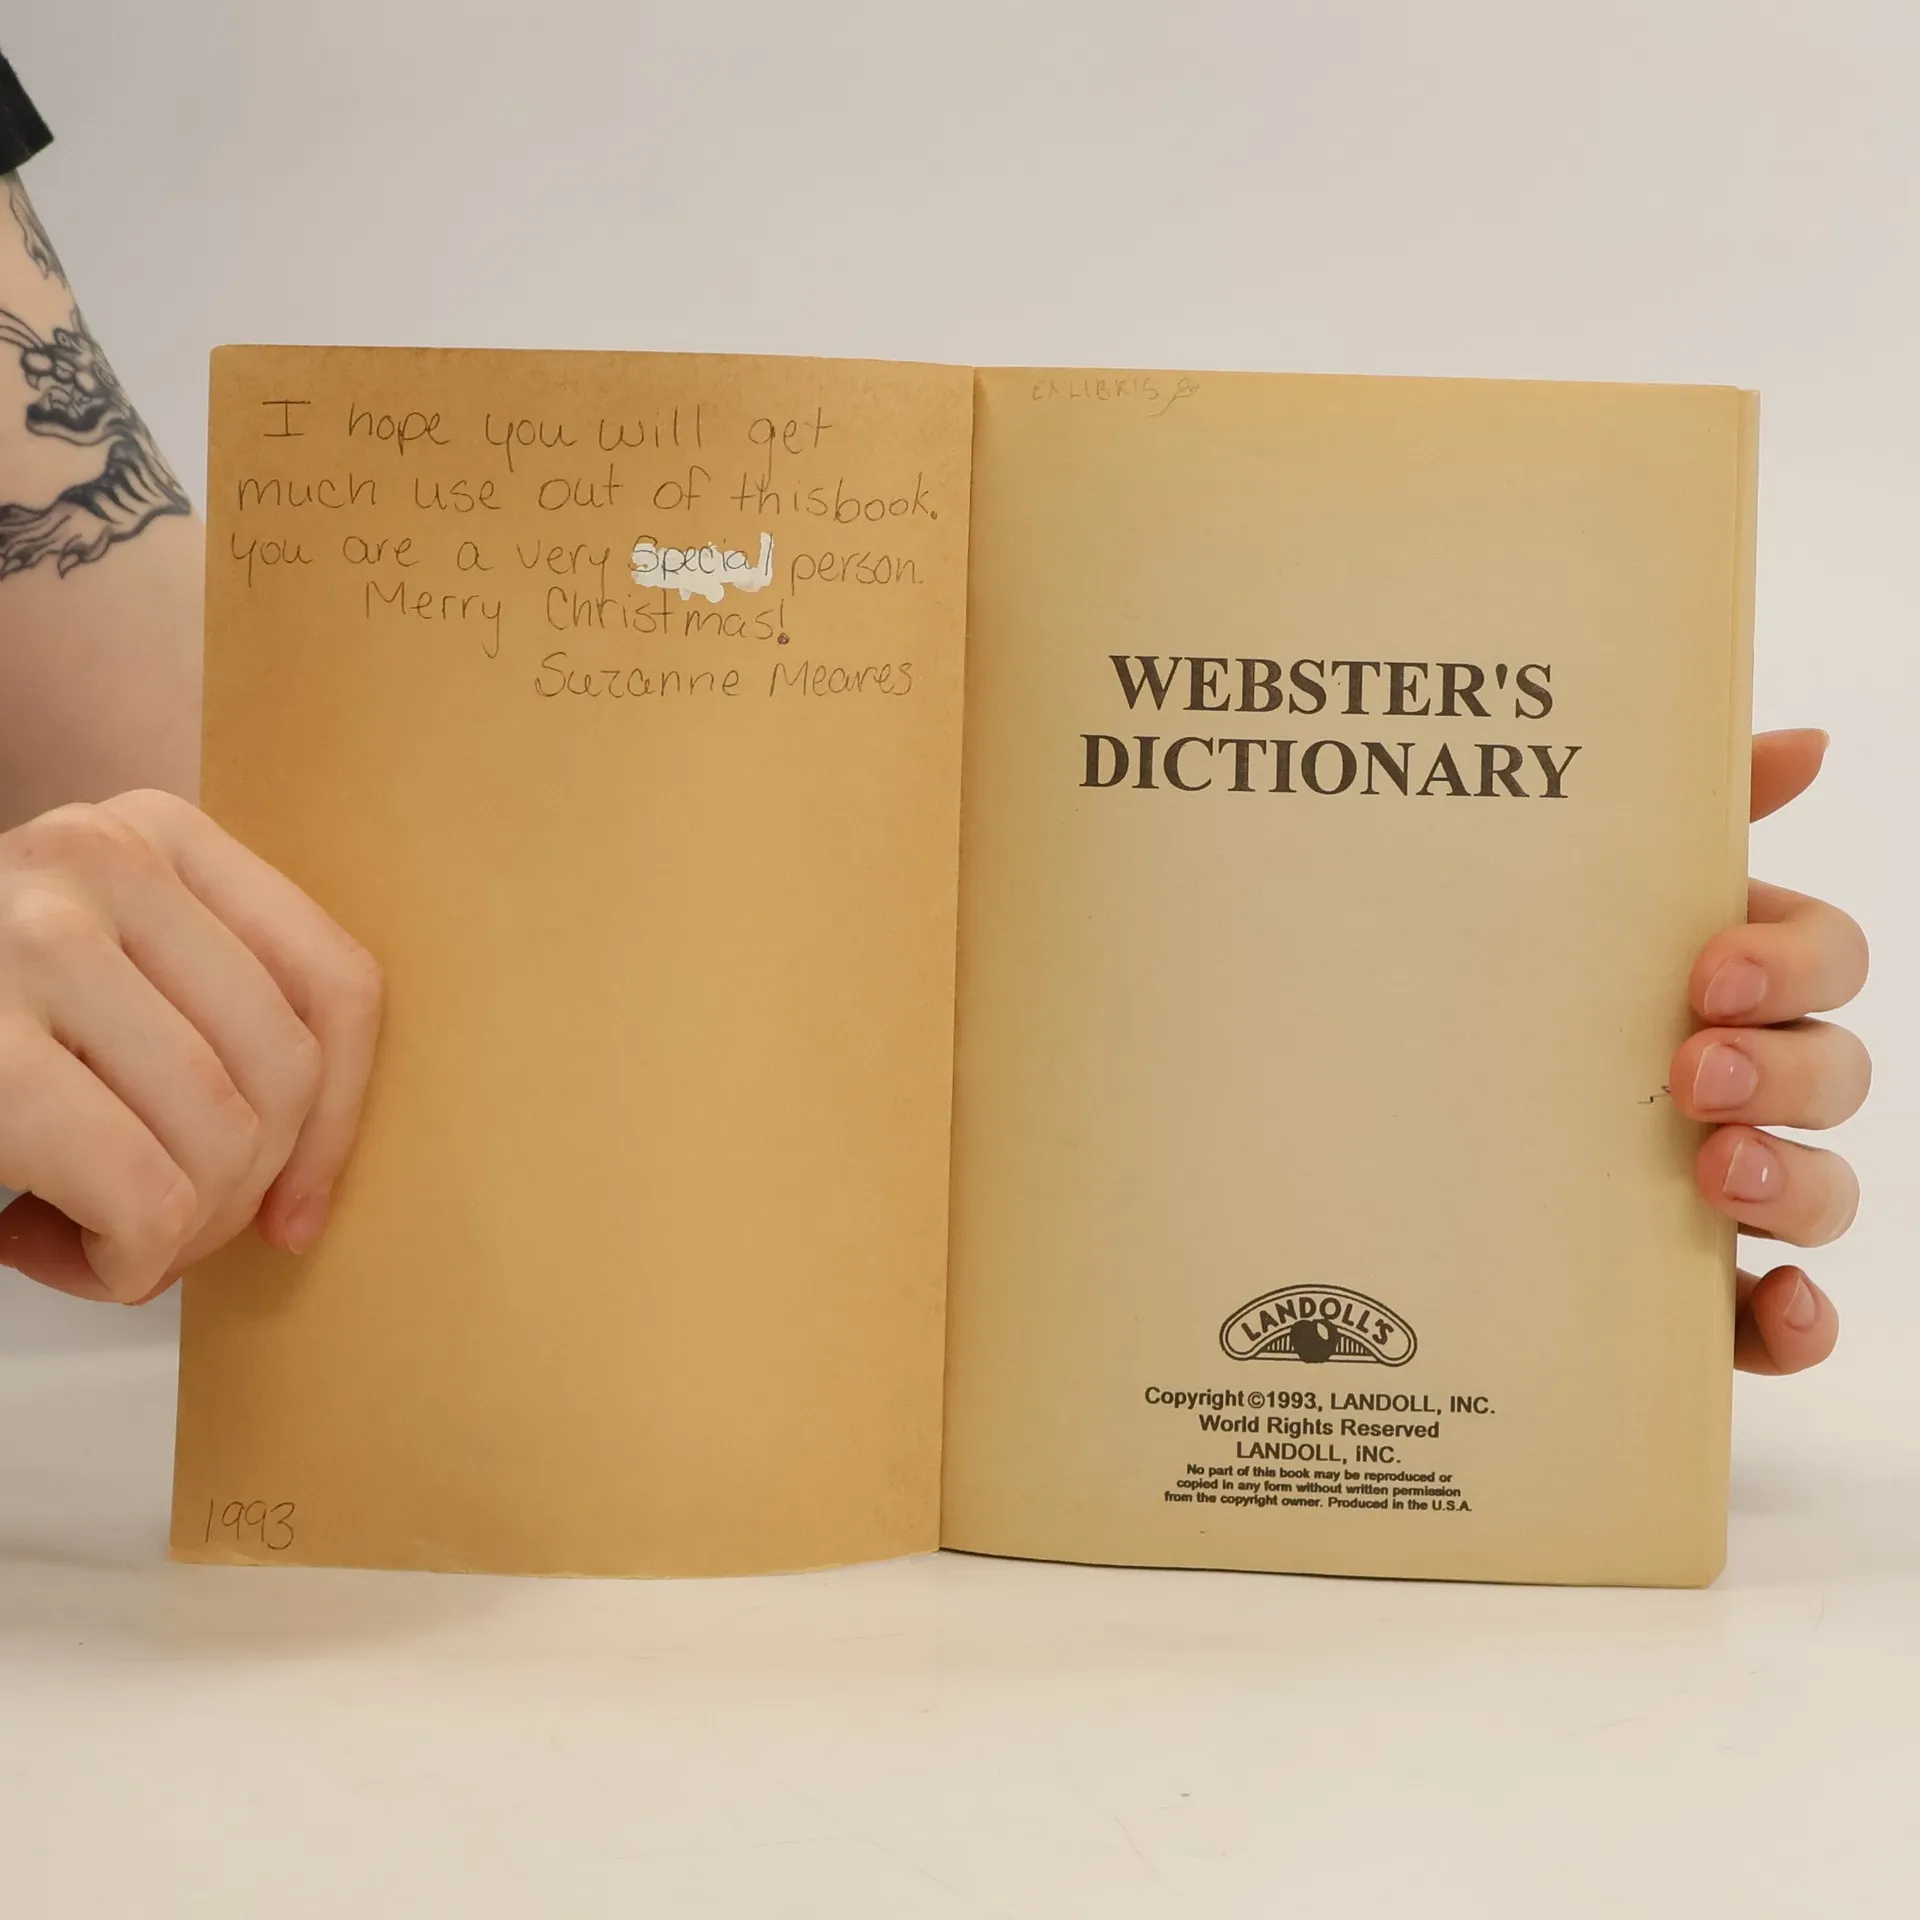 I hope you will get
much use out of thisbook.
you are a very special person.
Merry Christmas!
Suzanne Meares
1993
EX LIBRIS
WEBSTER'S
DICTIONARY
LANDOLL'S
Copyright ©1993, LANDOLL, INC.
World Rights Reserved
LANDOLL, INC.
No part of this book may be reproduced or
copied in any form without written permission
from the copyright owner. Produced in the U.S.A.